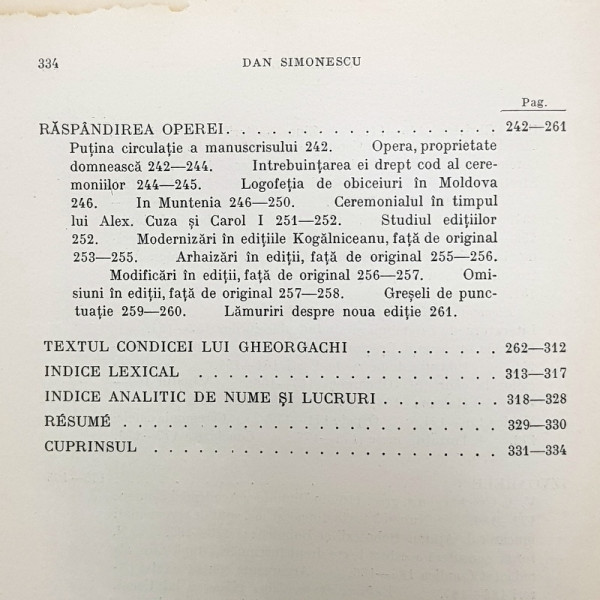 334 DAN SIMONESCU
Pag.
RĂSPÂNDIREA OPEREI. . . . . . . . . . . . . . . . . . 242—261
Puţina circulaţie a manuscrisului 242. Opera, proprietate
domnească 242—244. Intrebuinţarea ei drept cod al cere-
moniilor 244—245. Logofeţia de obiceiuri în Moldova
246. In Muntenia 246—250. Ceremonialul în timpul
lui Alex. Cuza şi Carol I 251—252. Studiul ediţiilor
252. Modernizări în ediţiile Kogălniceanu, faţă de original
253—255. Arhaizări în ediţii, faţă de original 255—256.
Modificări în ediţii, faţă de original 256—257. Omi-
siuni în ediţii, faţă de original 257—258. Greşeli de punc-
tuaţie 259—260. Lămuriri despre noua ediţie 261.
TEXTUL CONDICEI LUI GHEORGACHI . . . . . . . . . 262—312
INDICE LEXICAL . . . . . . . . . . . . . . . . . . . . 313—317
INDICE ANALITIC DE NUME ŞI LUCRURI . . . . . . . . 318—328
RÉSUMÉ . . . . . . . . . . . . . . . . . . . . . . . . 329—330
CUPRINSUL . . . . . . . . . . . . . . . . . . . . . . 331—334